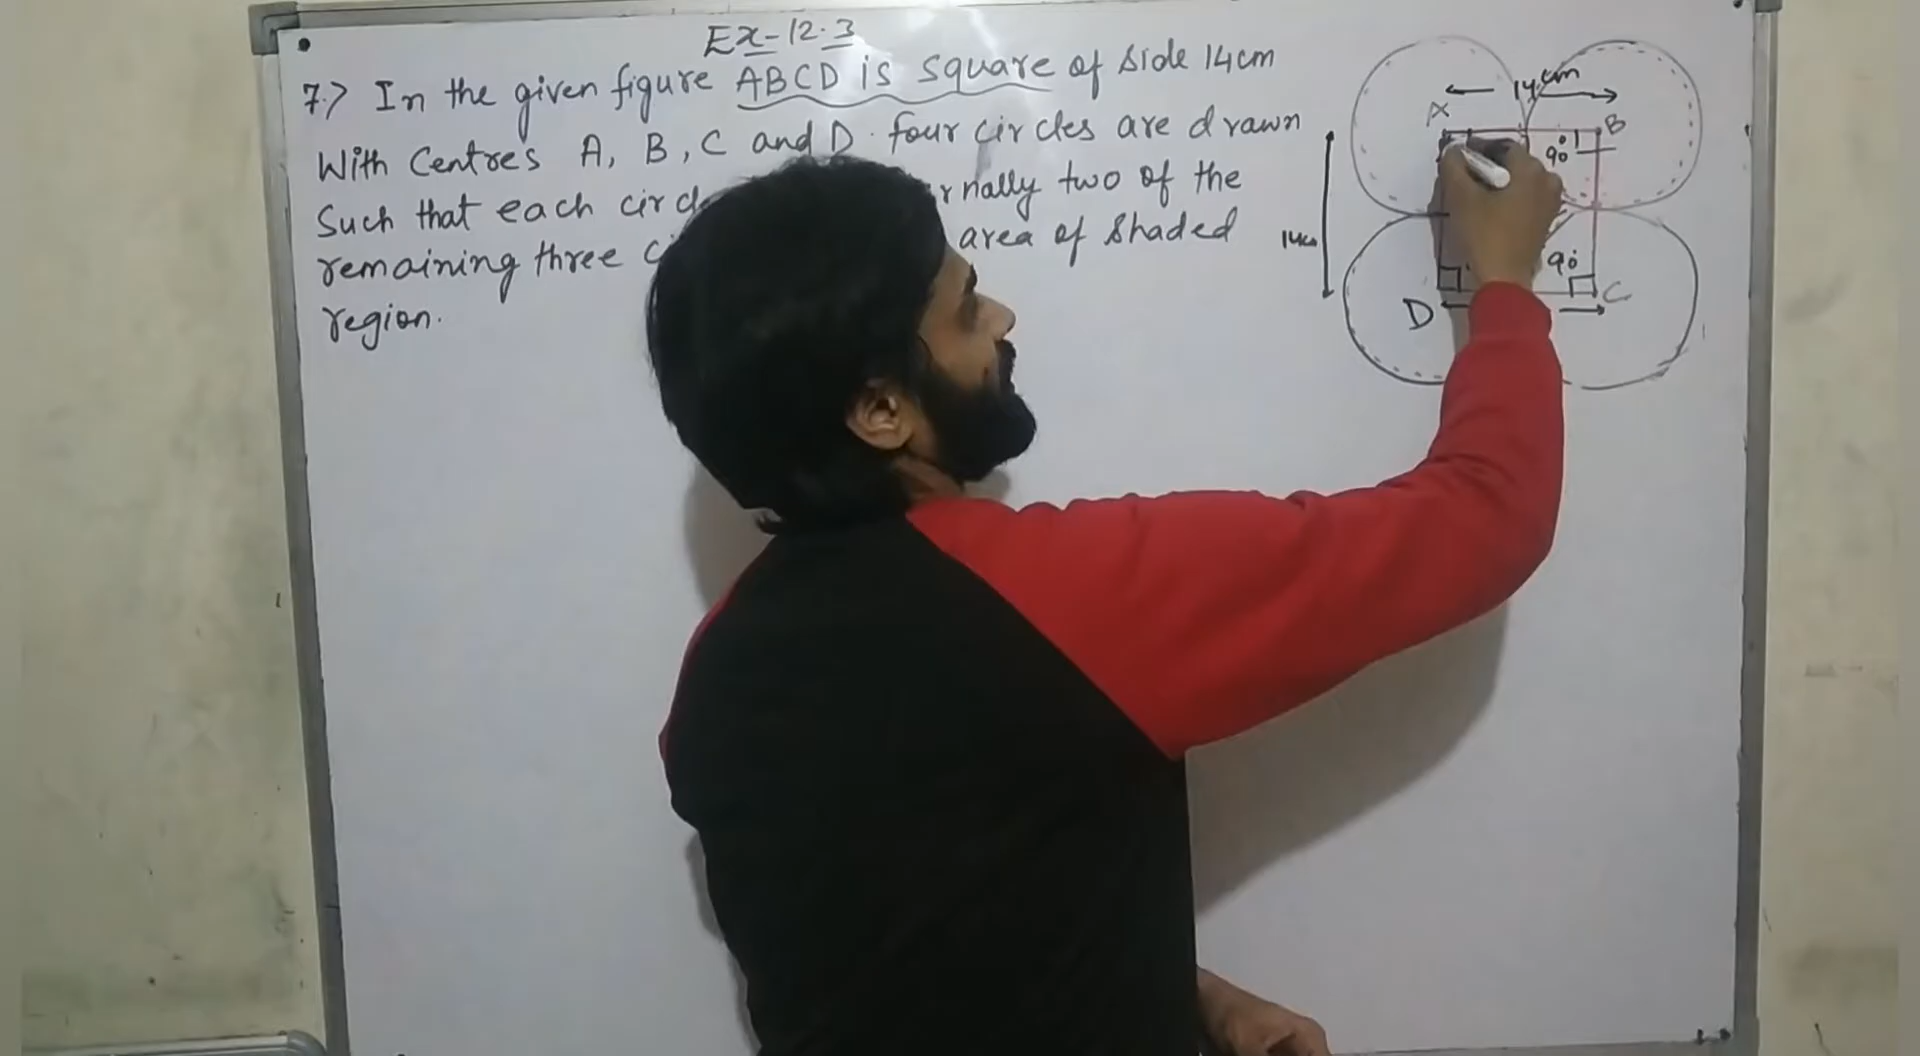 Ex-12.3
7.> In the given figure ABCD is square of side 14cm
With Centres A, B, C and D. four circles are drawn
Such that each circl rnally two of the
remaining three c area of shaded
region.
14cm
A
B
90°
14cm
90°
D
C